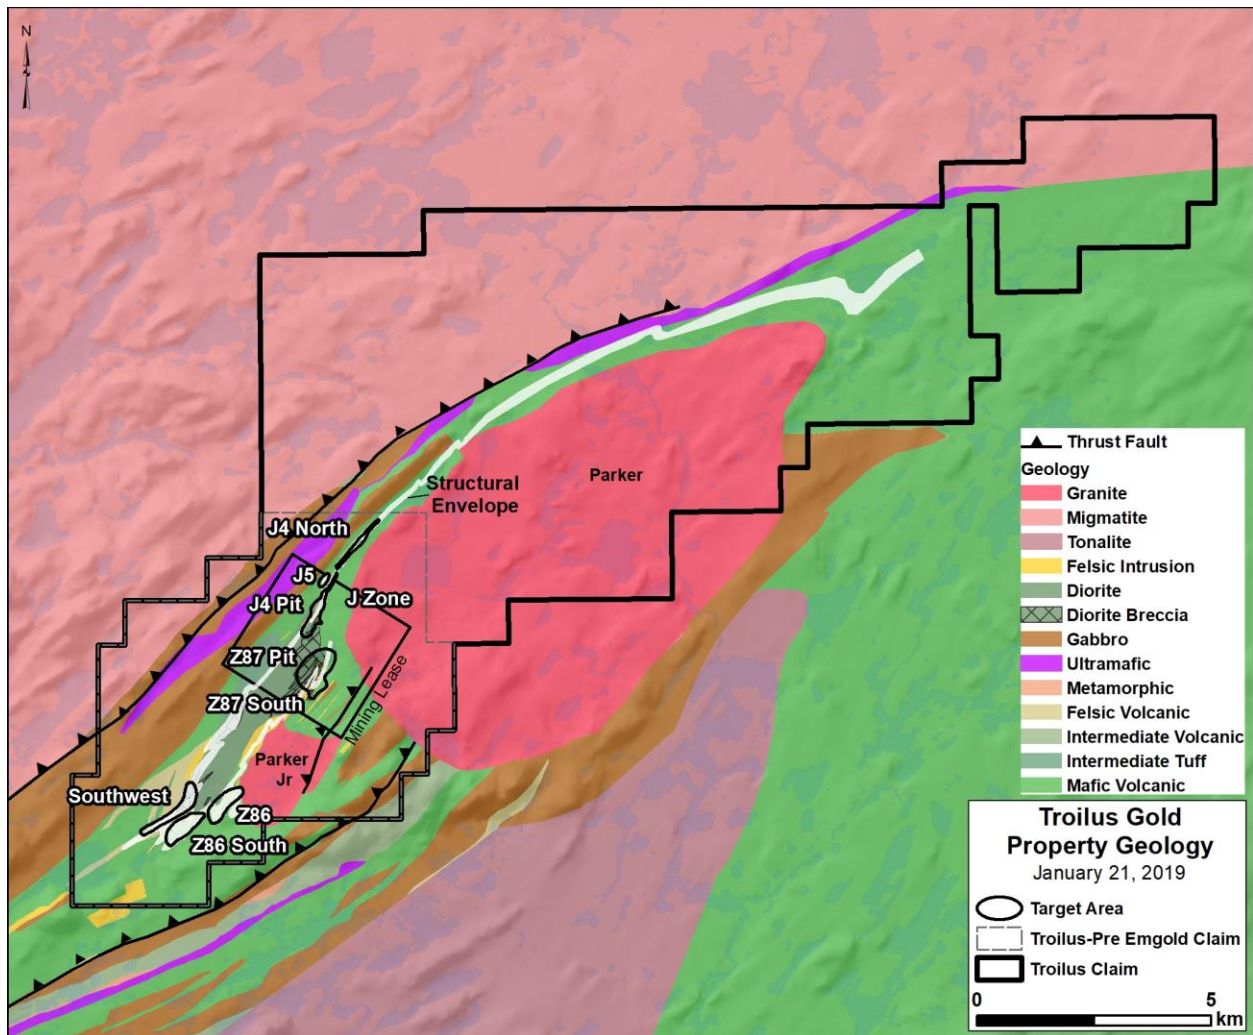 N
Parker
Structural
Envelope
J4 North
J5
J4 Pit
J Zone
Z87 Pit
Z87 South
Mining Lease
Parker
Jr
Southwest
Z86
Z86 South
Thrust Fault
Geology
Granite
Migmatite
Tonalite
Felsic Intrusion
Diorite
Diorite Breccia
Gabbro
Ultramafic
Metamorphic
Felsic Volcanic
Intermediate Volcanic
Intermediate Tuff
Mafic Volcanic
Troilus Gold
Property Geology
January 21, 2019
Target Area
Troilus-Pre Emgold Claim
Troilus Claim
0 5
km